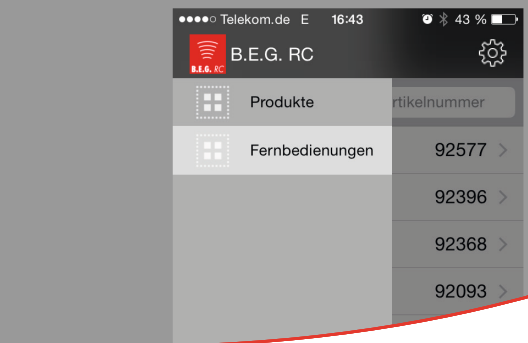 Telekom.de E 16:43 43 %
B.E.G. RC B.E.G. RC
Produkte rtikelnummer
Fernbedienungen 92577
92396
92368
92093